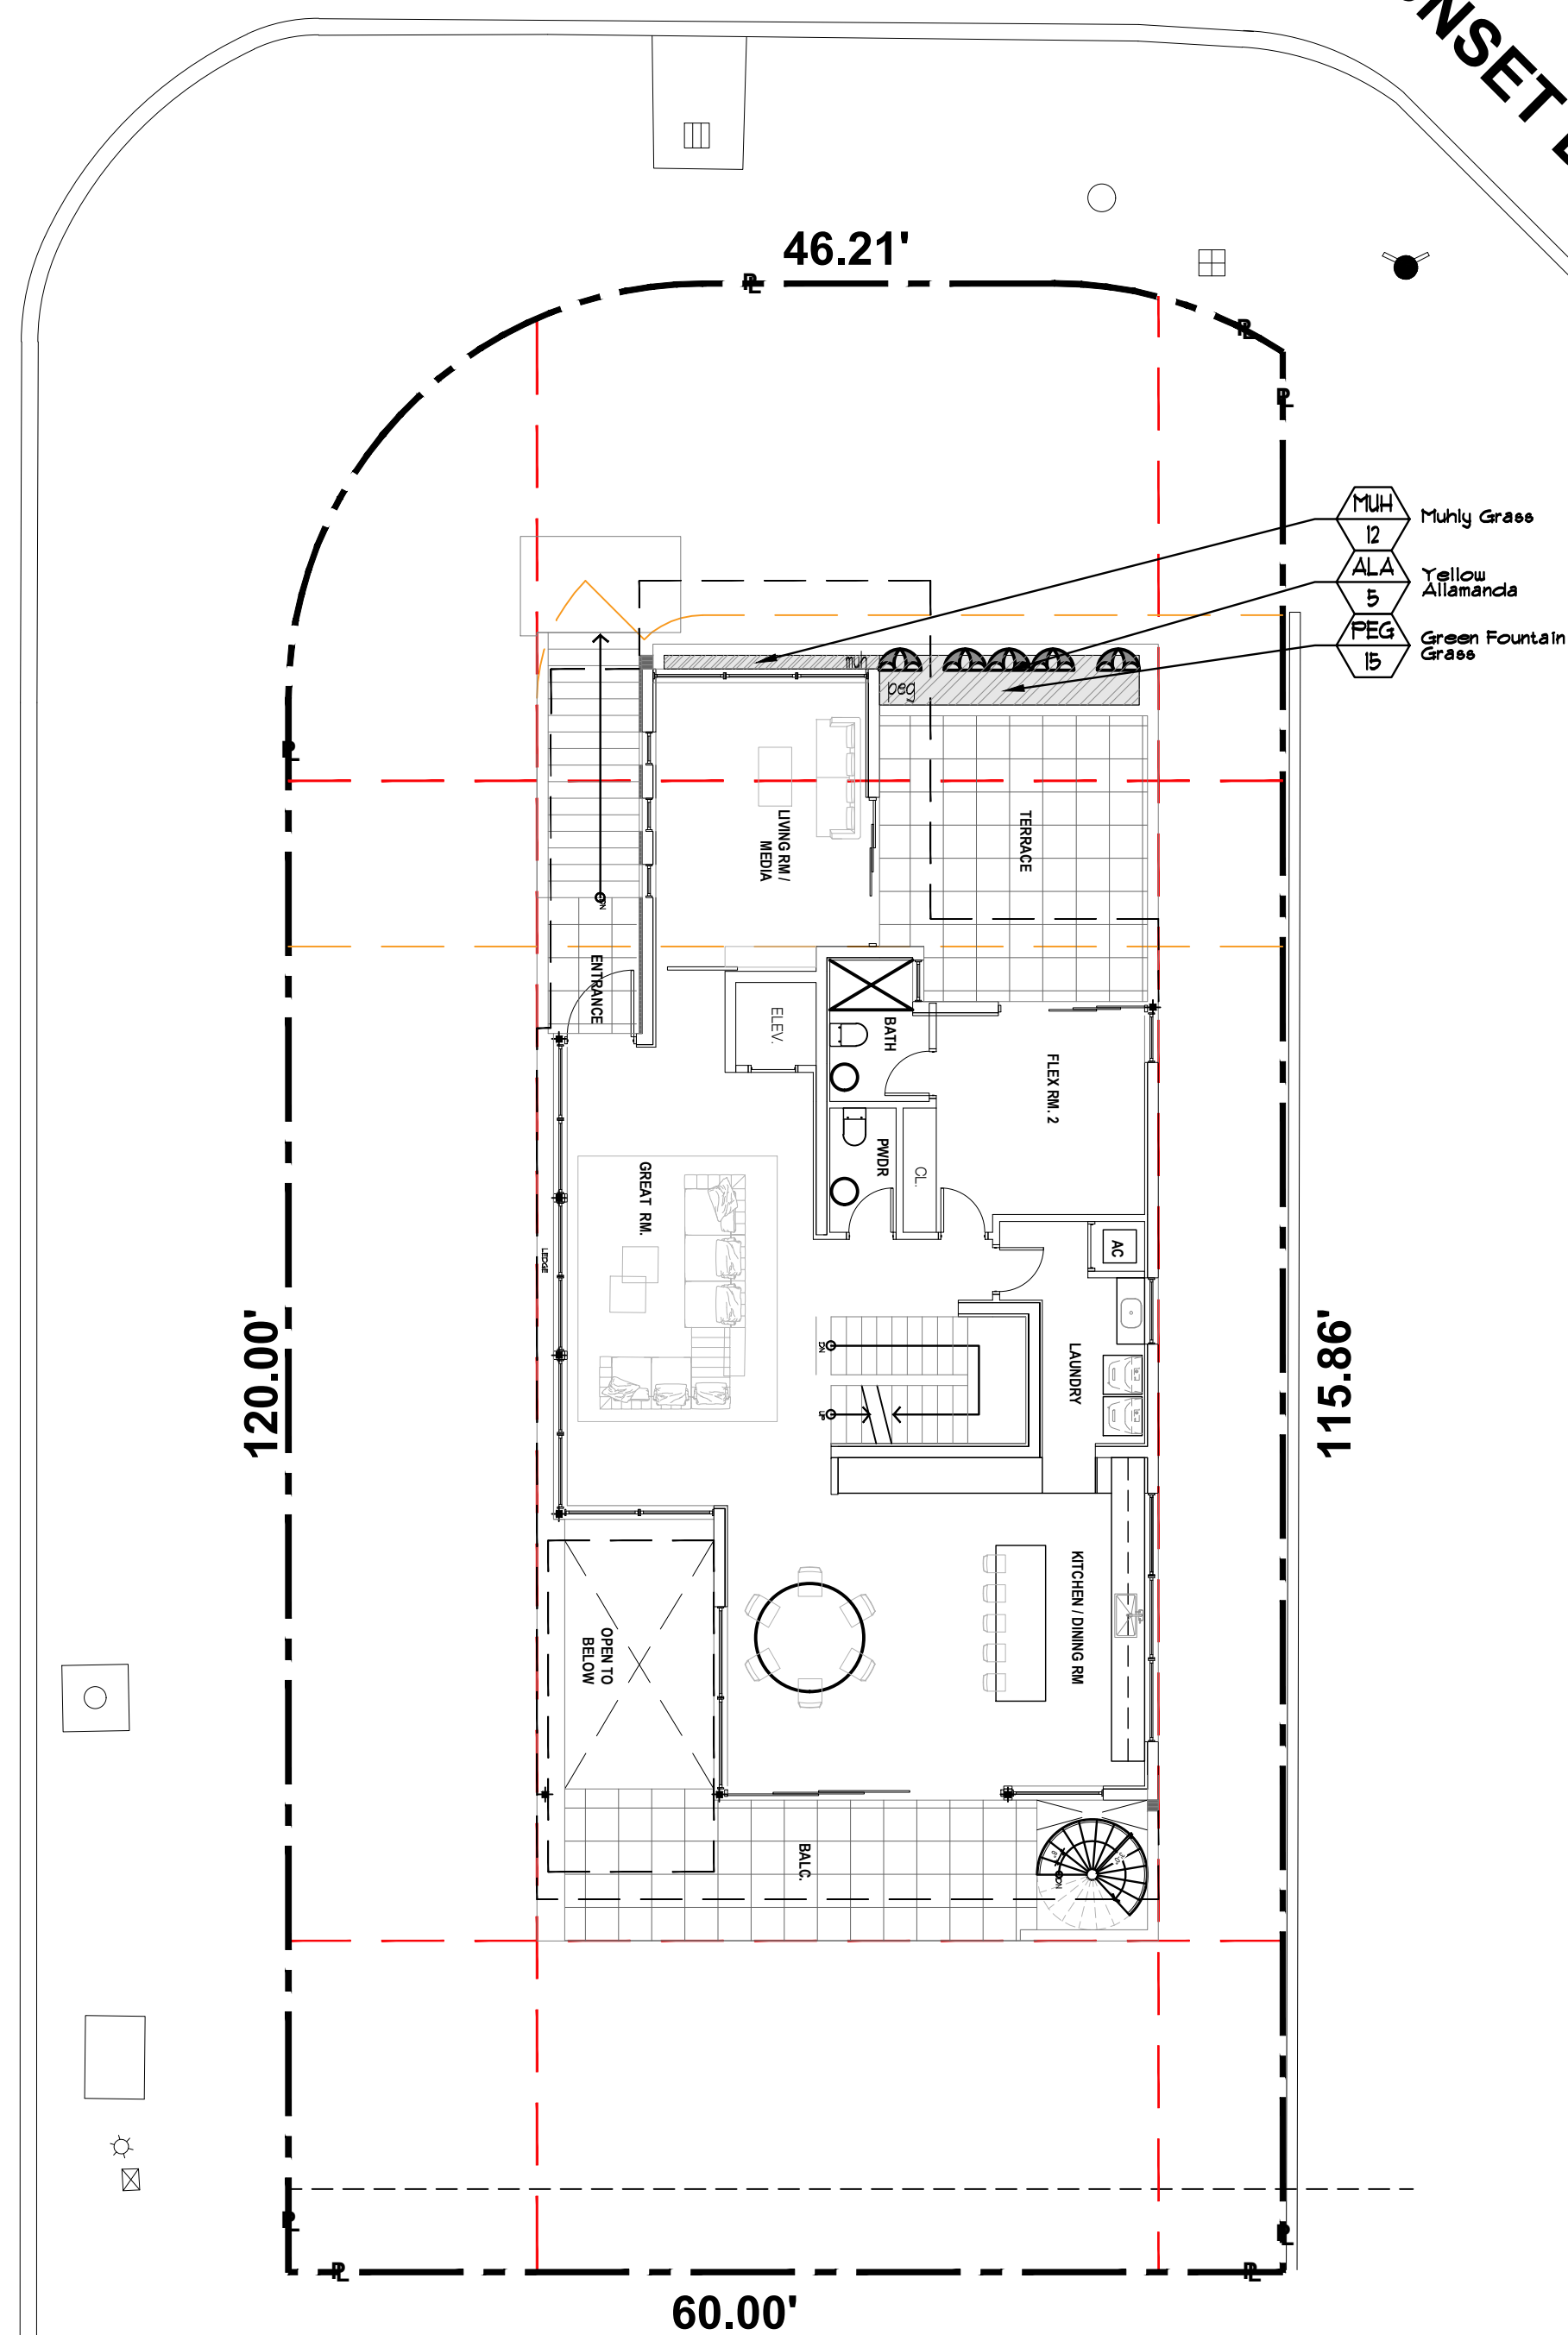 46.21'
MUH
12
Muhly Grass
ALA
5
Yellow
Allamanda
PEG
15
Green Fountain
Grass
muh
peg
LIVING RM /
MEDIA
TERRACE
DN
ENTRANCE
ELEV.
BATH
FLEX RM. 2
PWDR
CL.
GREAT RM.
LEDGE
AC
120.00'
115.86'
DN
LAUNDRY
UP
KITCHEN / DINING RM
OPEN TO
BELOW
BALC.
DN
60.00'